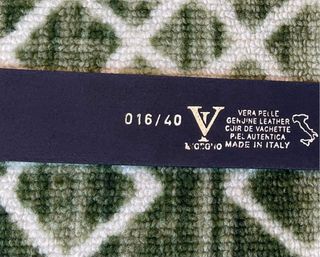 016/40
V
VERA PELLE
GENUINE LEATHER
CUIR DE VACHETTE
PIEL AUTENTICA
MADE IN ITALY